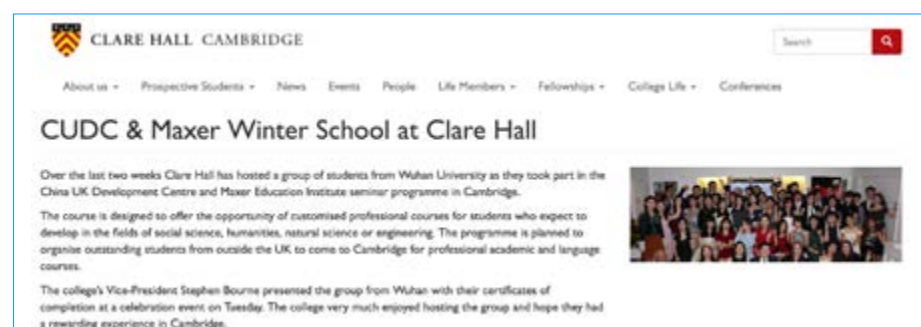 CLARE HALL CAMBRIDGE
Search
About us
Prospective Students
News
Events
People
Life Members
Fellowships
College Life
Conferences
CUDC & Maxer Winter School at Clare Hall
Over the last two weeks Clare Hall has hosted a group of students from Wuhan University as they took part in the
China UK Development Centre and Maxer Education Institute seminar programme in Cambridge.
The course is designed to offer the opportunity of customised professional courses for students who expect to
develop in the fields of social science, humanities, natural science or engineering. The programme is planned to
organise outstanding students from outside the UK to come to Cambridge for professional academic and language
courses.
The college's Vice-President Stephen Bourne presented the group from Wuhan with their certificates of
completion at a celebration event on Tuesday. The college very much enjoyed hosting the group and hope they had
a rewarding experience in Cambridge.